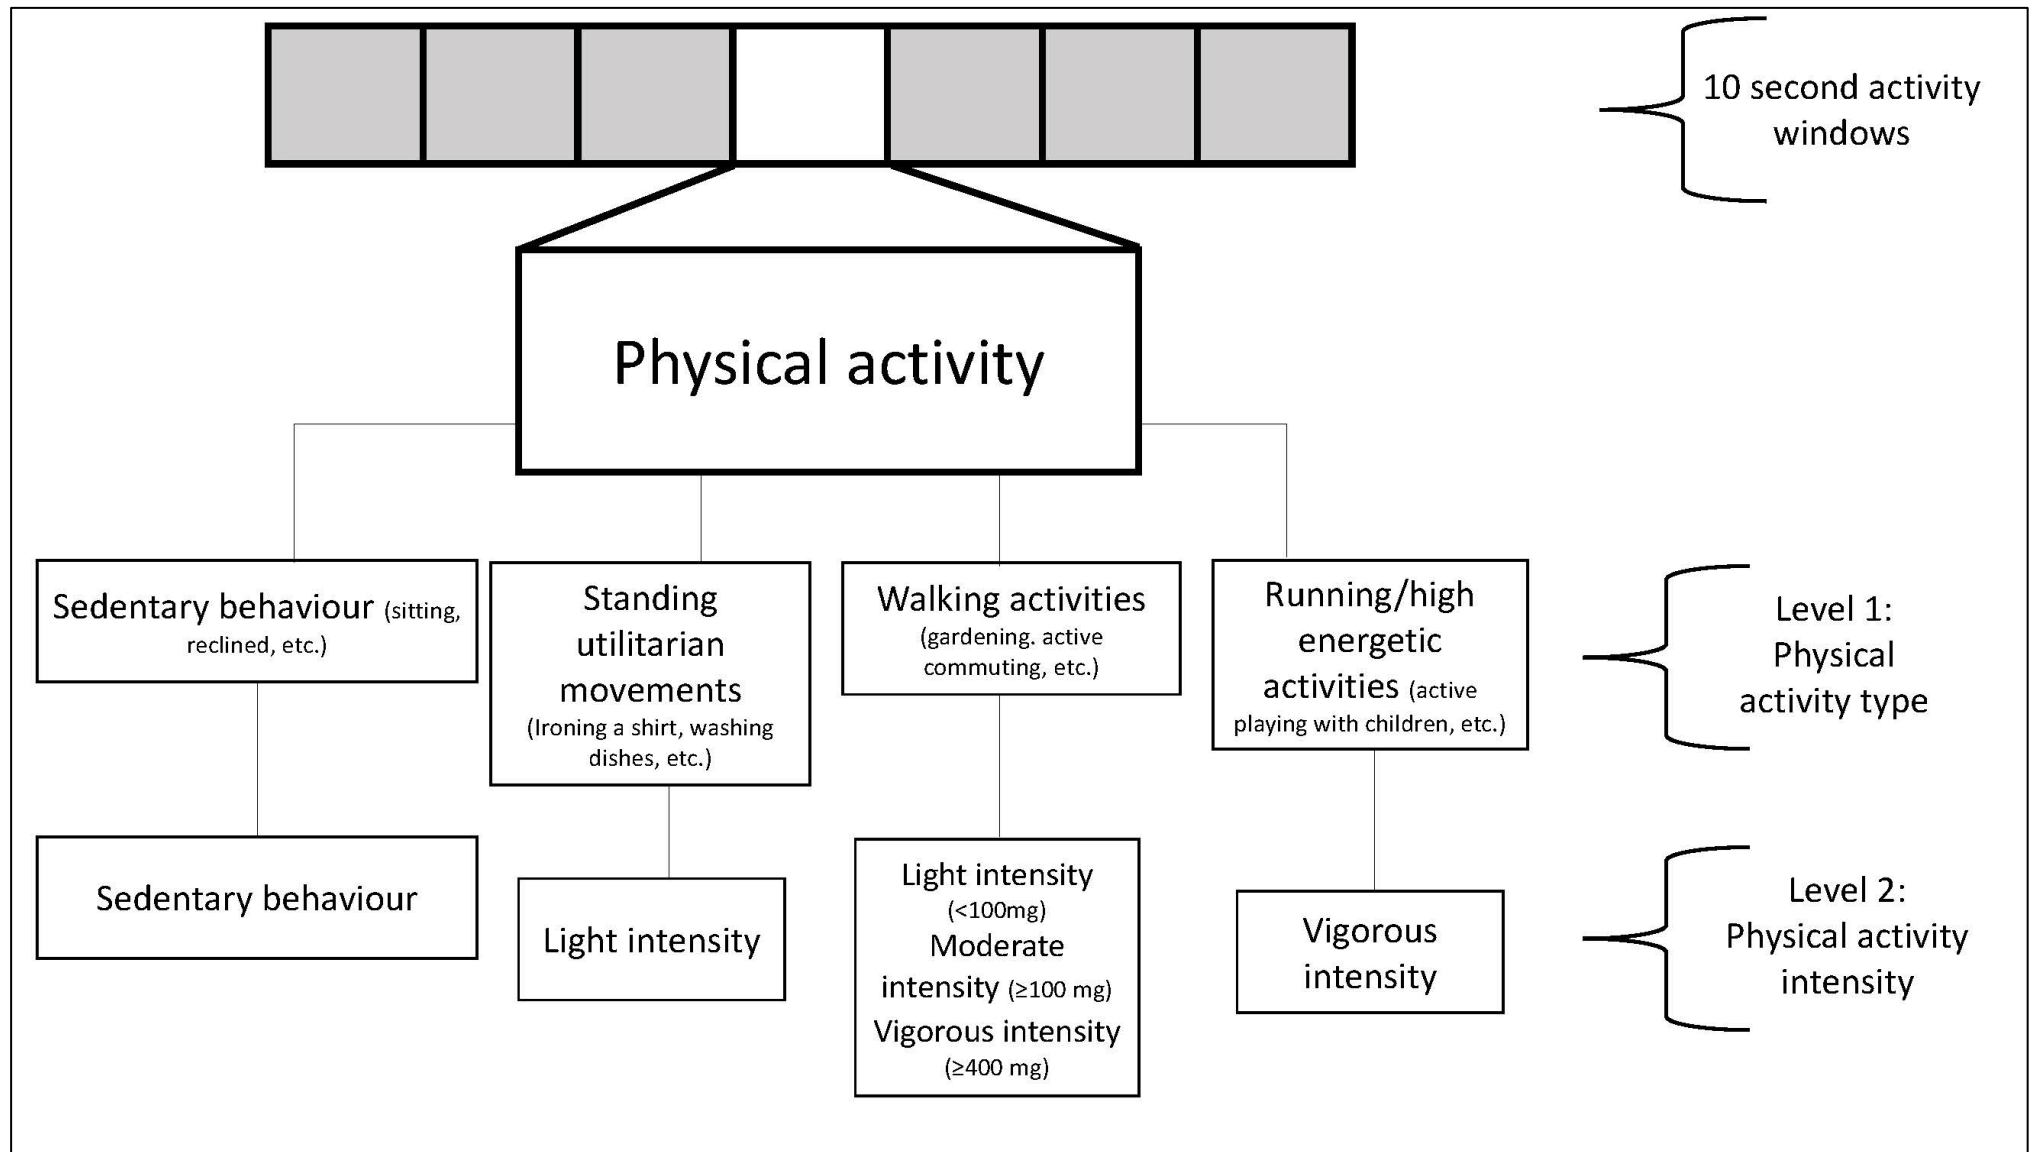 10 second activity
windows
Physical activity
Sedentary behaviour (sitting,
reclined, etc.)
Standing
utilitarian
movements
(Ironing a shirt, washing
dishes, etc.)
Walking activities
(gardening. active
commuting, etc.)
Running/high
energetic
activities (active
playing with children, etc.)
Level 1:
Physical
activity type
Sedentary behaviour
Light intensity
Light intensity
(<100mg)
Moderate
intensity (≥100 mg)
Vigorous intensity
(≥400 mg)
Vigorous
intensity
Level 2:
Physical activity
intensity